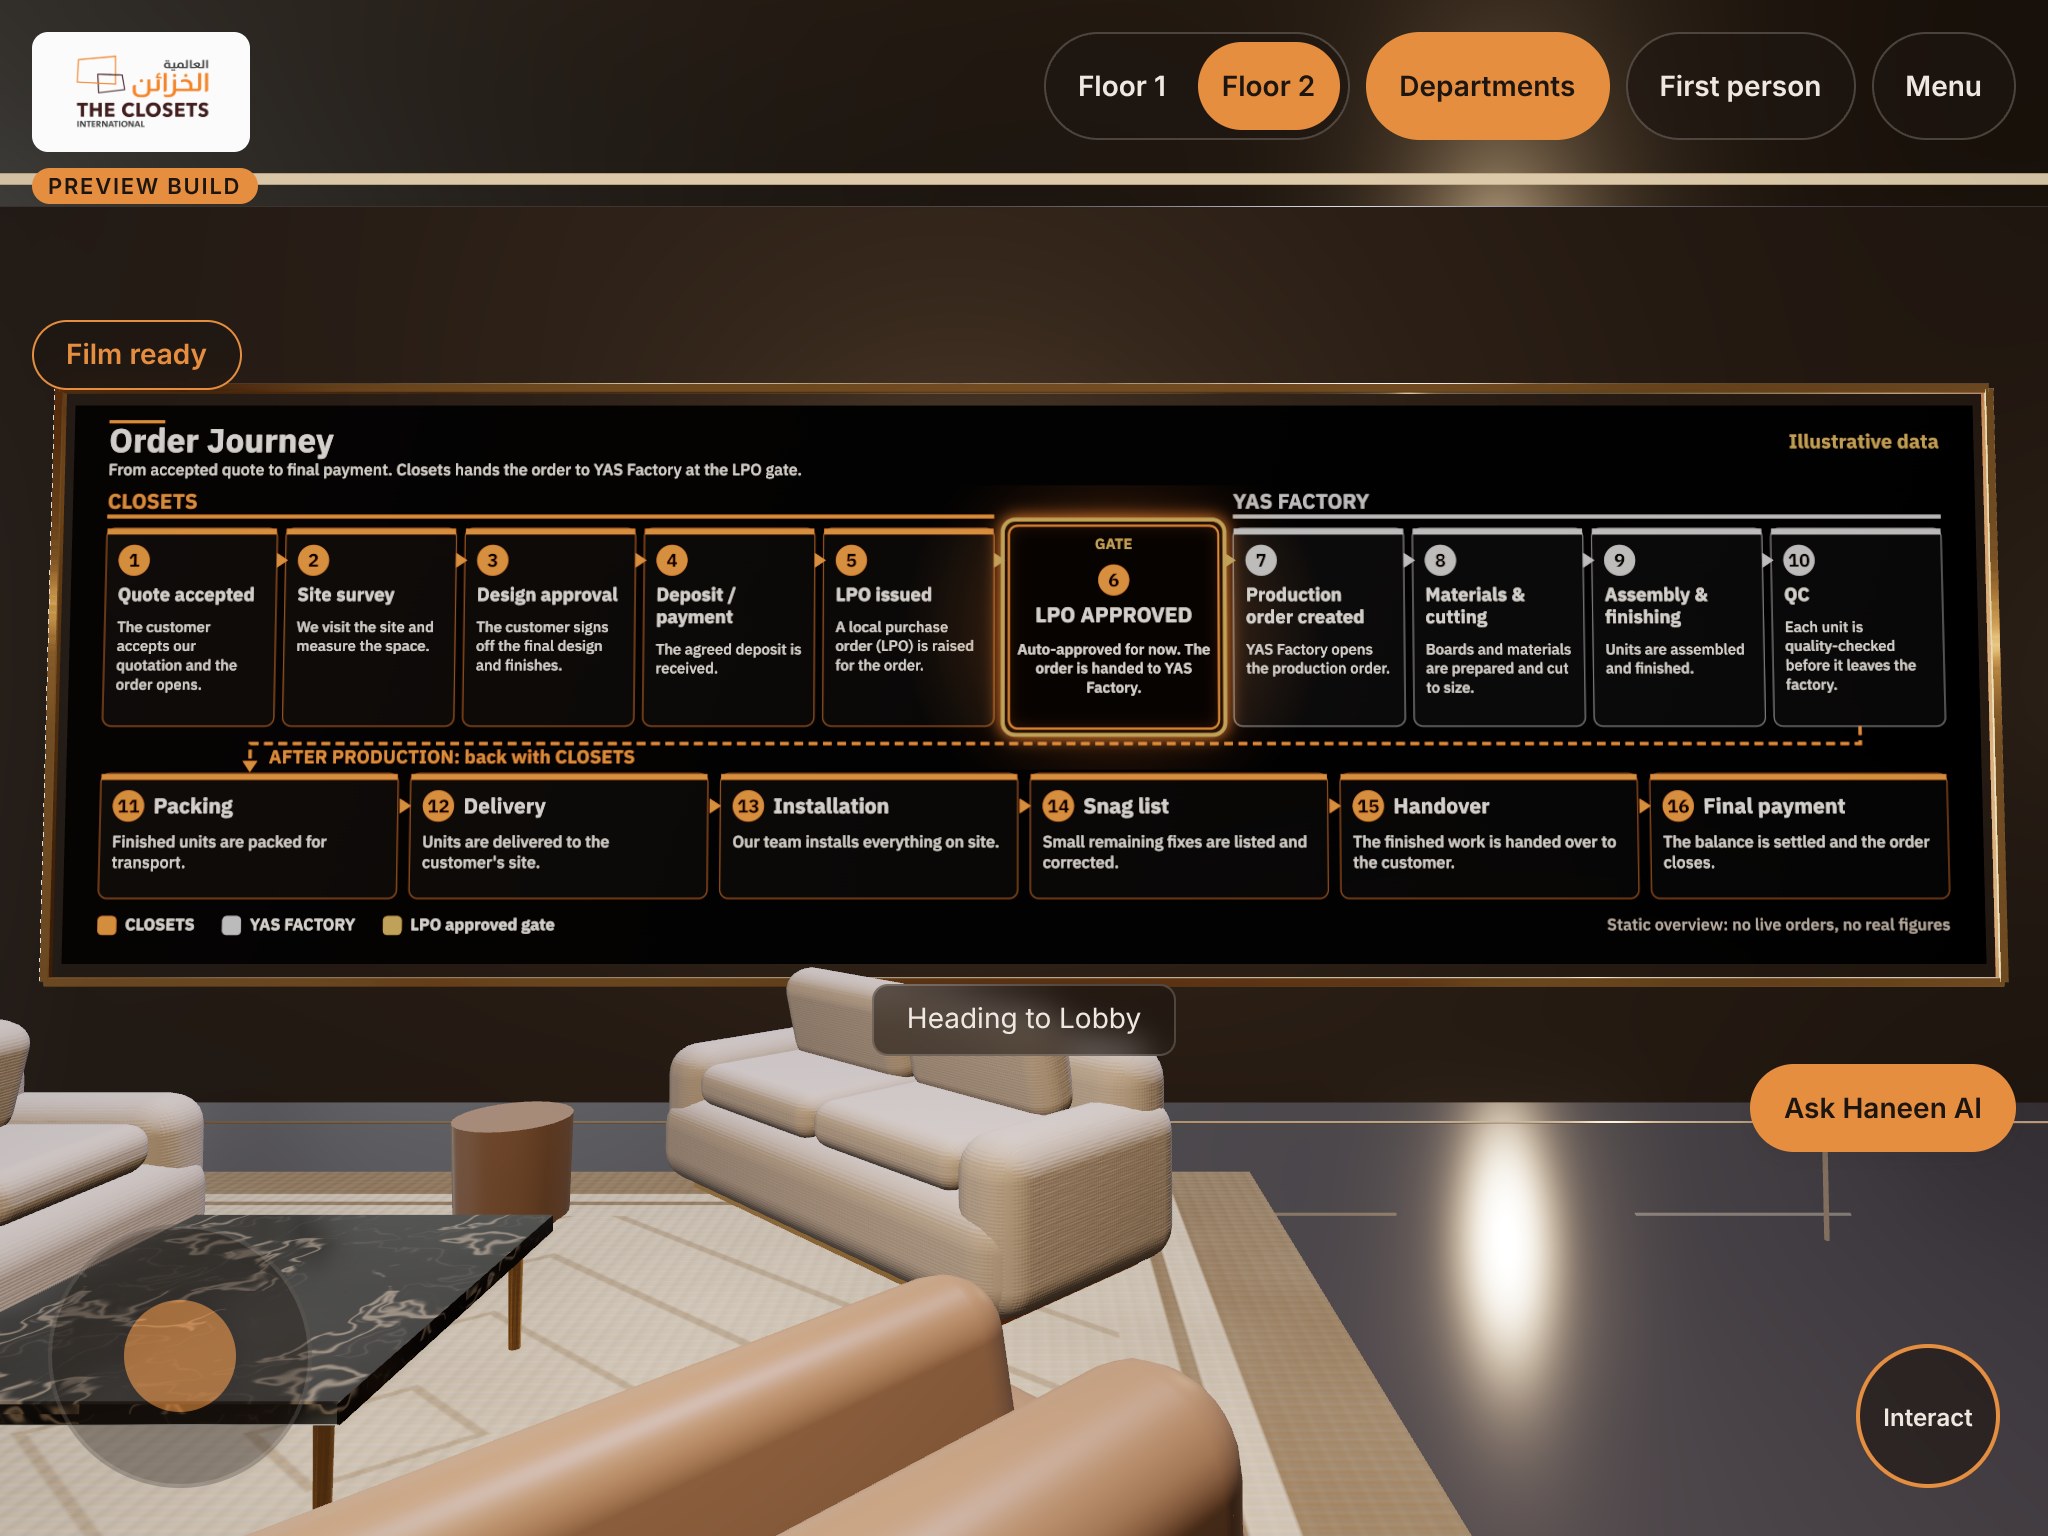 العالمية
الخزائن
THE CLOSETS
INTERNATIONAL
Floor 1
Floor 2
Departments
First person
Menu
PREVIEW BUILD
Film ready
Order Journey
Illustrative data
From accepted quote to final payment. Closets hands the order to YAS Factory at the LPO gate.
CLOSETS
YAS FACTORY
1
Quote accepted
The customer
accepts our
quotation and the
order opens.
2
Site survey
We visit the site and
measure the space.
3
Design approval
The customer signs
off the final design
and finishes.
4
Deposit /
payment
The agreed deposit is
received.
5
LPO issued
A local purchase
order (LPO) is raised
for the order.
GATE
6
LPO APPROVED
Auto-approved for now. The
order is handed to YAS
Factory.
7
Production
order created
YAS Factory opens
the production order.
8
Materials &
cutting
Boards and materials
are prepared and cut
to size.
9
Assembly &
finishing
Units are assembled
and finished.
10
QC
Each unit is
quality-checked
before it leaves the
factory.
AFTER PRODUCTION: back with CLOSETS
11 Packing
Finished units are packed for
transport.
12 Delivery
Units are delivered to the
customer's site.
13 Installation
Our team installs everything on site.
14 Snag list
Small remaining fixes are listed and
corrected.
15 Handover
The finished work is handed over to
the customer.
16 Final payment
The balance is settled and the order
closes.
CLOSETS
YAS FACTORY
LPO approved gate
Static overview: no live orders, no real figures
Heading to Lobby
Ask Haneen AI
Interact